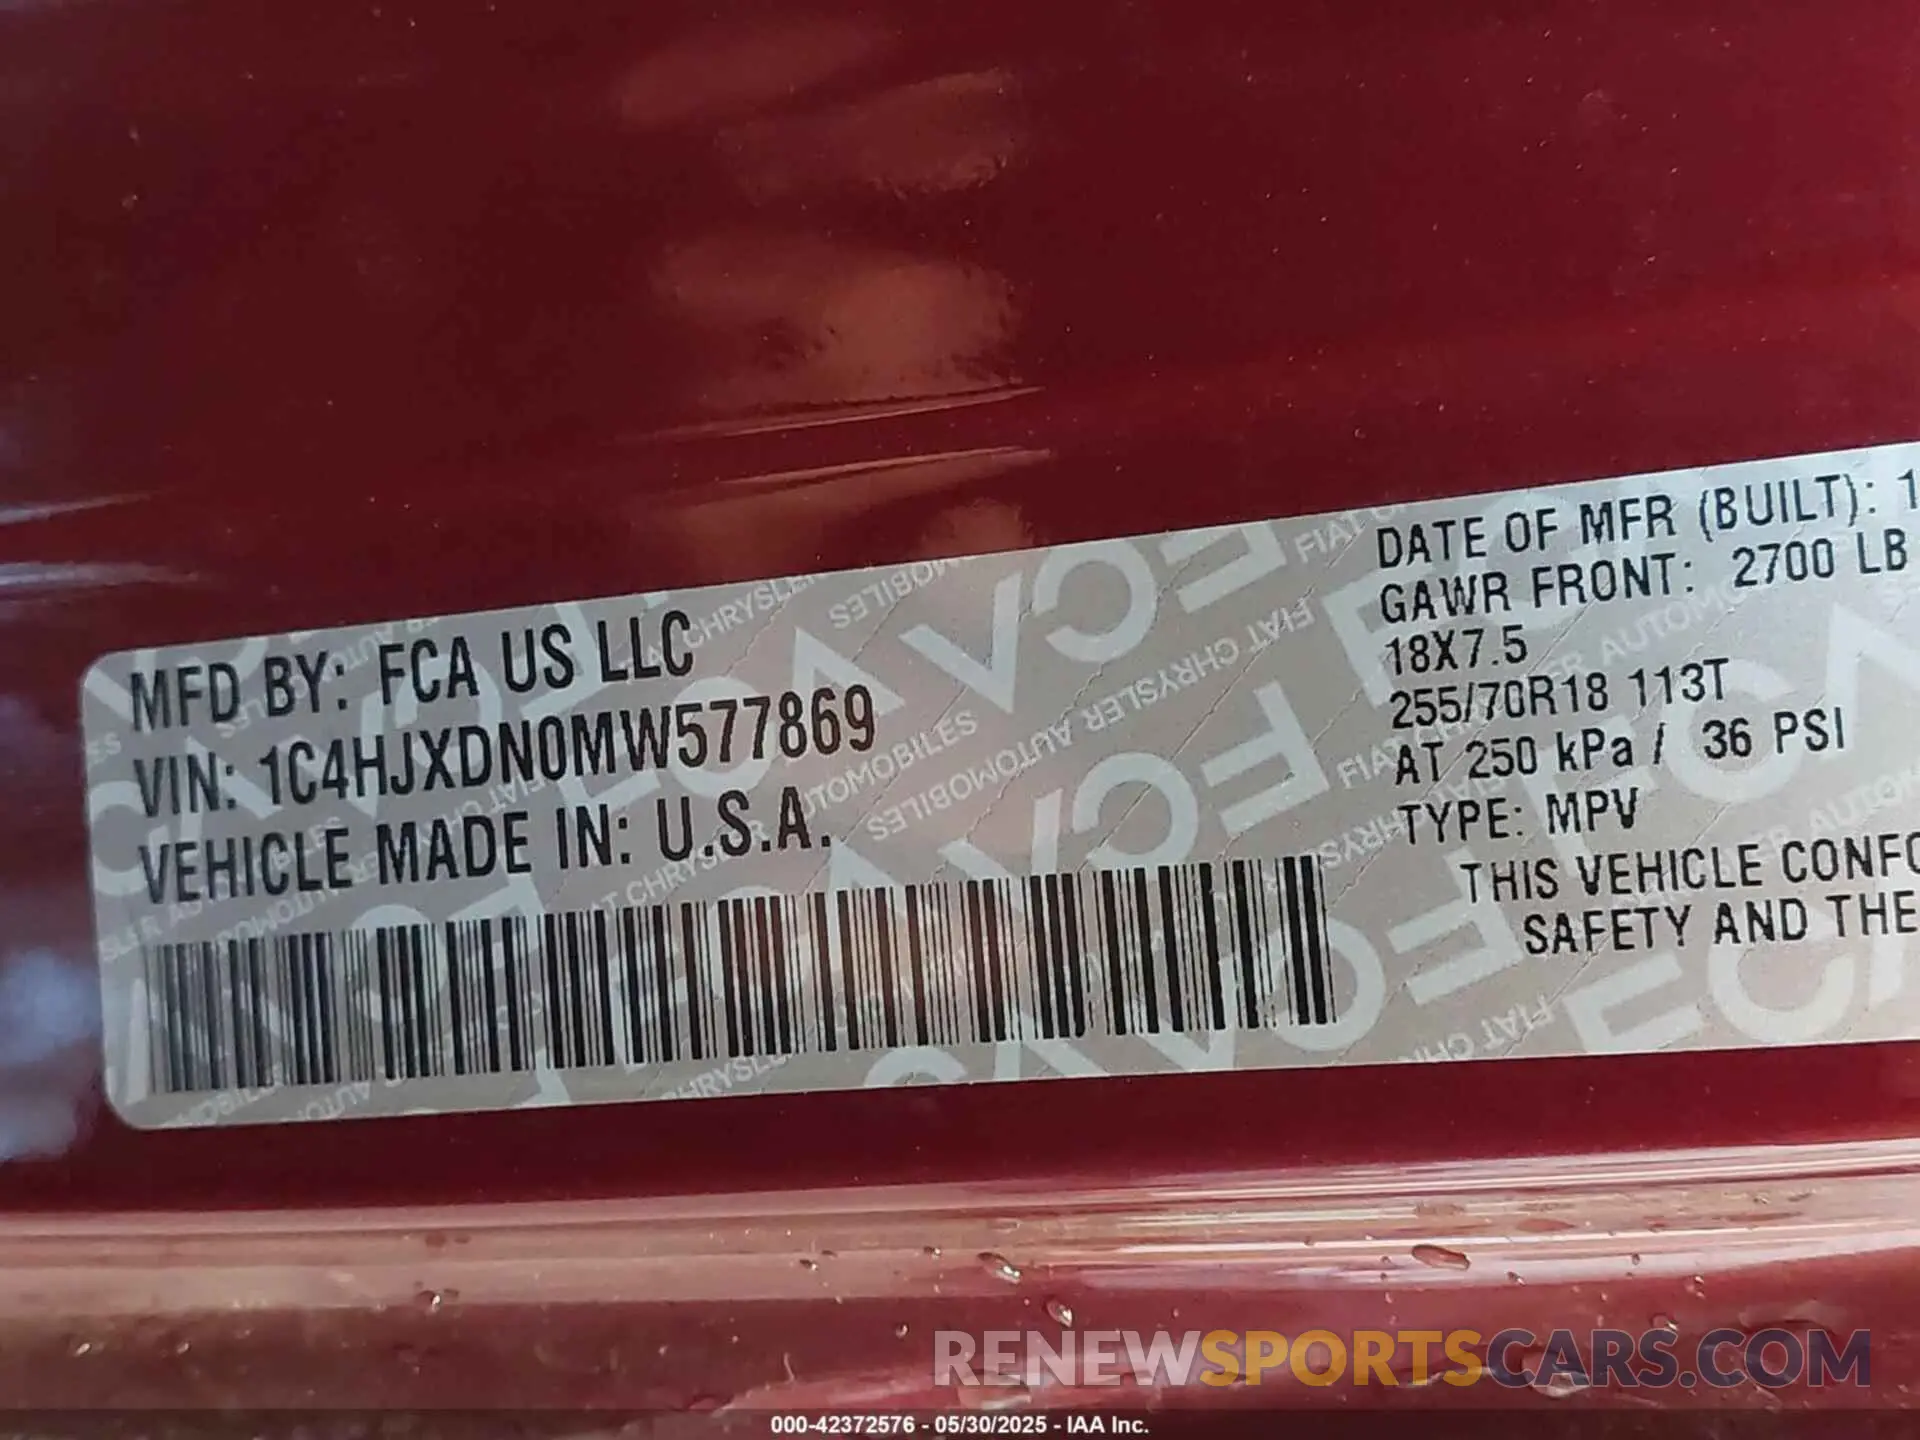 MFD BY: FCA US LLC
VIN: 1C4HJXDN0MW577869
VEHICLE MADE IN: U.S.A.
DATE OF MFR (BUILT): 1
GAWR FRONT: 2700 LB
18X7.5
255/70R18 113T
AT 250 kPa / 36 PSI
TYPE: MPV
THIS VEHICLE CONFO
SAFETY AND THE
RENEWSPORTSCARS.COM
000-42372576 - 05/30/2025 - IAA Inc.